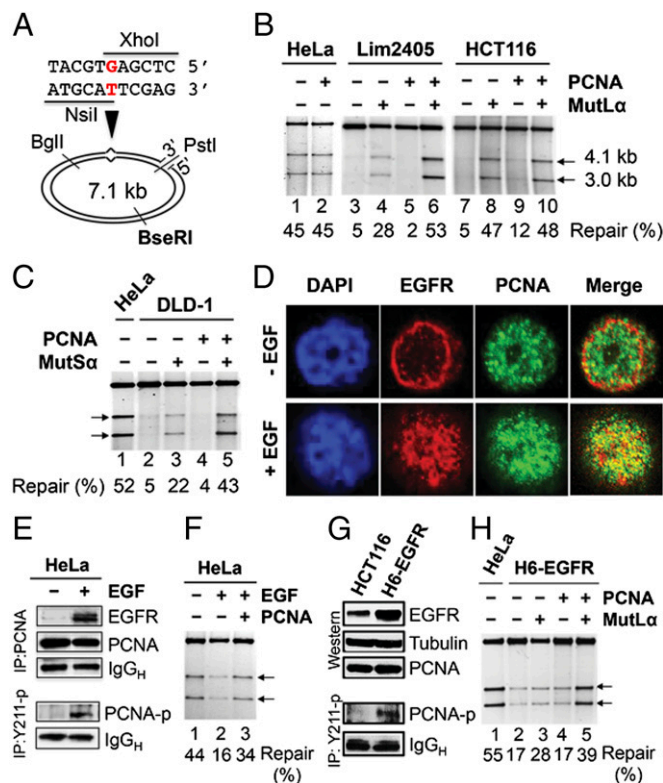 A
XhoI
TACGTGAGCTC 5′
ATGCATTCGAG 3′
NsiI
BglI
3′
5′
PstI
7.1 kb
BseRI
B
HeLa Lim2405 HCT116
- + - - + + - - + + PCNA
- - - + - + - + - + MutLα
4.1 kb
3.0 kb
1 2 3 4 5 6 7 8 9 10
45 45 5 28 2 53 5 47 12 48 Repair (%)
C
HeLa
DLD-1
PCNA - - - + +
MutSα - - + - +
1 2 3 4 5
Repair (%) 52 5 22 4 43
D
DAPI EGFR PCNA Merge
- EGF
+ EGF
E
HeLa
- + EGF
IP:PCNA
EGFR
PCNA
IgGH
IP:Y211-p
PCNA-p
IgGH
F
HeLa
- + + EGF
- - + PCNA
1 2 3
44 16 34 Repair
(%)
G
HCT116
H6-EGFR
Western
EGFR
Tubulin
PCNA
IP: Y211-p
PCNA-p
IgGH
H
HeLa
H6-EGFR
- - - + + PCNA
- - + - + MutLα
1 2 3 4 5
Repair 55 17 28 17 39
(%)